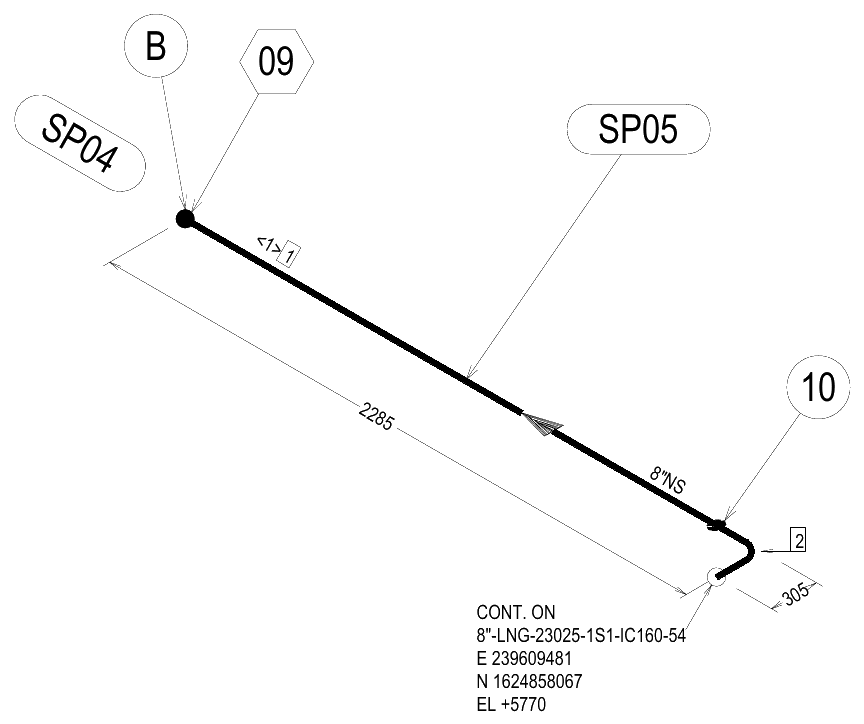 B
09
SP04
SP05
<1> 1
2285
10
8"NS
2
305
CONT. ON
8"-LNG-23025-1S1-IC160-54
E 239609481
N 1624858067
EL +5770